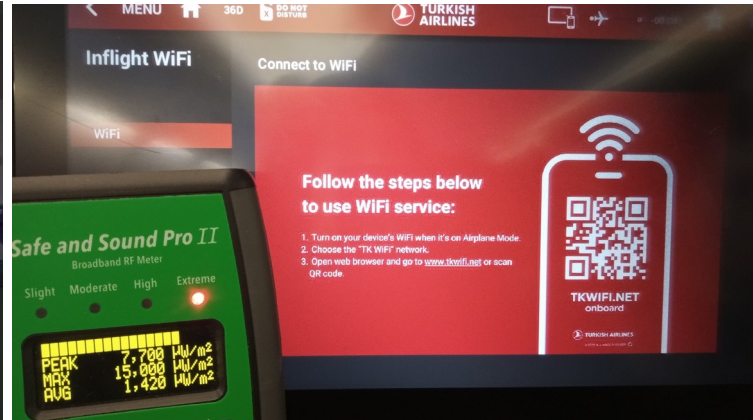 MENU
36D
DO NOT
DISTURB
TURKISH
AIRLINES
Inflight WiFi
Connect to WiFi
WiFi
Follow the steps below
to use WiFi service:
1. Turn on your device's WiFi when it's on Airplane Mode.
2. Choose the "TK WiFi" network.
3. Open web browser and go to www.tkwifi.net or scan
QR code.
TKWIFI.NET
onboard
TURKISH AIRLINES
Safe and Sound Pro II
Broadband RF Meter
Slight
Moderate
High
Extreme
PEAK 7,700 μW/m²
MAX 15,000 μW/m²
AVG 1,420 μW/m²